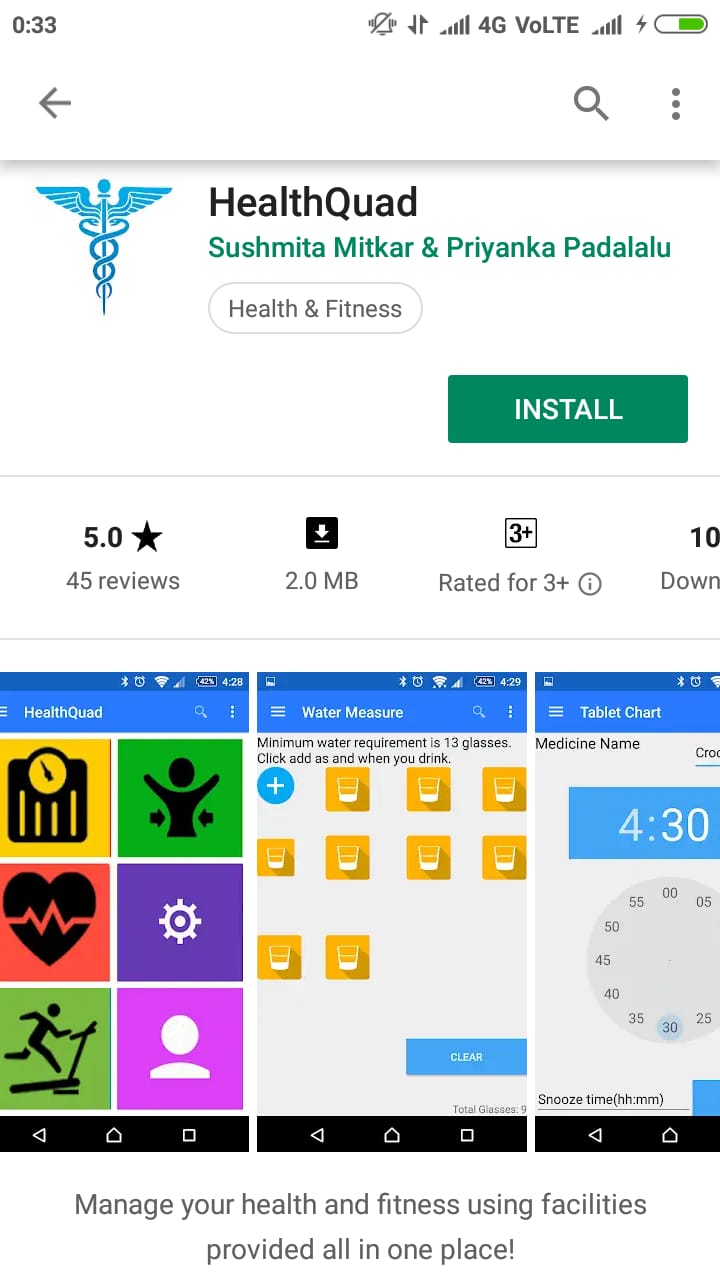 0:33
4G VoLTE
HealthQuad
Sushmita Mitkar & Priyanka Padalalu
Health & Fitness
INSTALL
5.0 ★
45 reviews
2.0 MB
3+
Rated for 3+
10
Down
42% 4:28
HealthQuad
42% 4:29
Water Measure
Minimum water requirement is 13 glasses.
Click add as and when you drink.
CLEAR
Total Glasses: 9
Tablet Chart
Medicine Name
Croc
4:30
00
05
55
50
45
40
35
30
25
Snooze time(hh:mm)
Manage your health and fitness using facilities
provided all in one place!